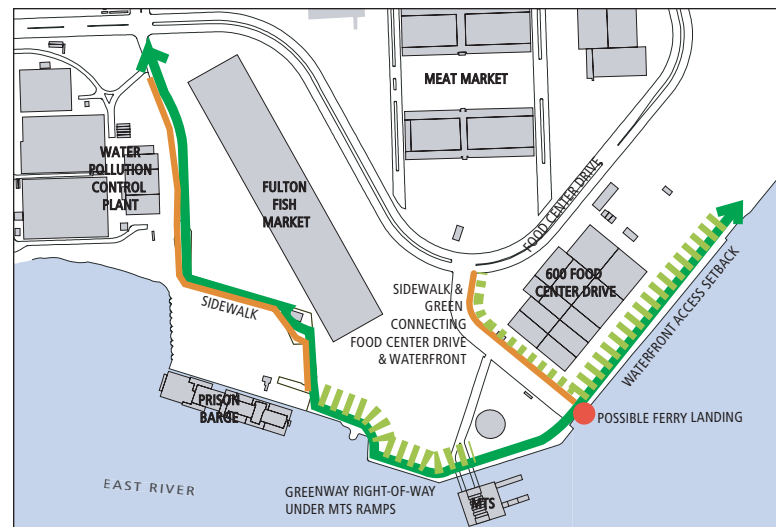 MEAT MARKET
WATER
POLLUTION
CONTROL
PLANT
FULTON
FISH
MARKET
FOOD CENTER DRIVE
SIDEWALK &
GREEN
CONNECTING
FOOD CENTER DRIVE
& WATERFRONT
600 FOOD
CENTER DRIVE
WATERFRONT ACCESS SETBACK
SIDEWALK
PRISON
BARGE
POSSIBLE FERRY LANDING
EAST RIVER
GREENWAY RIGHT-OF-WAY
UNDER MTS RAMPS
MTS